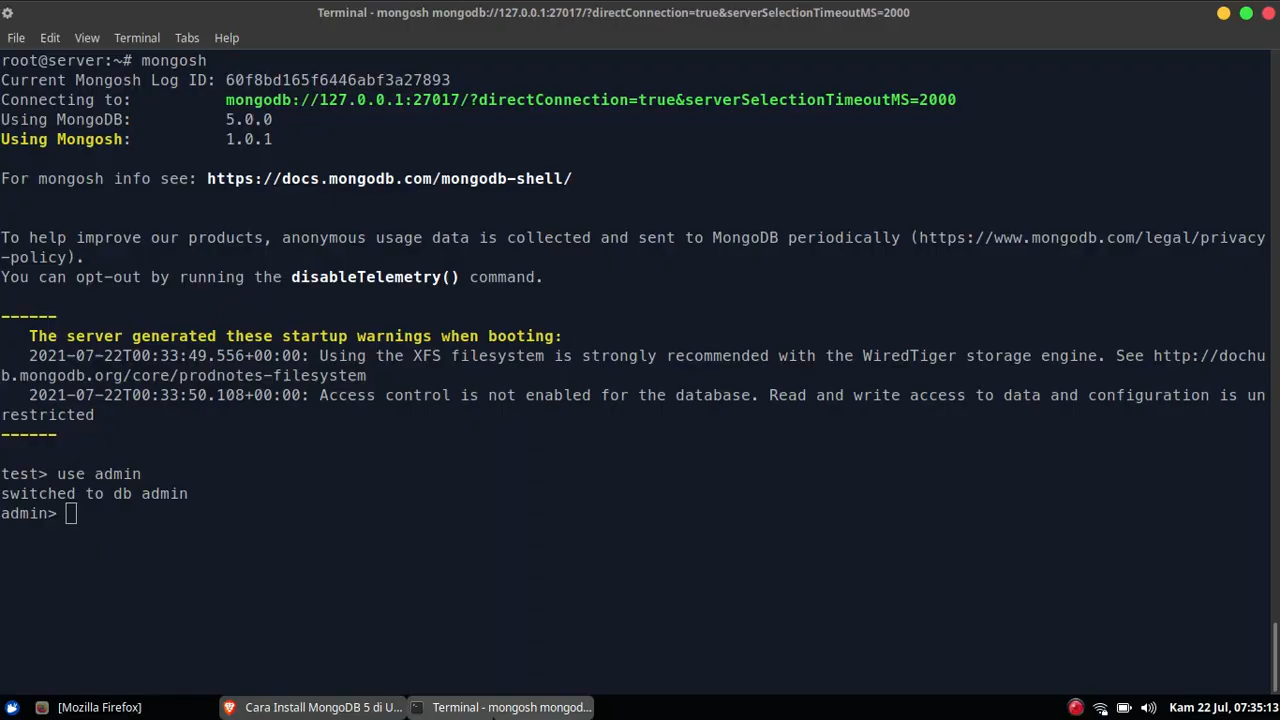 Terminal - mongosh mongodb://127.0.0.1:27017/?directConnection=true&serverSelectionTimeoutMS=2000
File Edit View Terminal Tabs Help
root@server:~# mongosh
Current Mongosh Log ID: 60f8bd165f6446abf3a27893
Connecting to: mongodb://127.0.0.1:27017/?directConnection=true&serverSelectionTimeoutMS=2000
Using MongoDB: 5.0.0
Using Mongosh: 1.0.1
For mongosh info see: https://docs.mongodb.com/mongodb-shell/
To help improve our products, anonymous usage data is collected and sent to MongoDB periodically (https://www.mongodb.com/legal/privacy
-policy).
You can opt-out by running the disableTelemetry() command.
------
The server generated these startup warnings when booting:
2021-07-22T00:33:49.556+00:00: Using the XFS filesystem is strongly recommended with the WiredTiger storage engine. See http://dochu
b.mongodb.org/core/prodnotes-filesystem
2021-07-22T00:33:50.108+00:00: Access control is not enabled for the database. Read and write access to data and configuration is un
restricted
------
test> use admin
switched to db admin
admin>
[Mozilla Firefox] Cara Install MongoDB 5 di U... Terminal - mongosh mongod... Kam 22 Jul, 07:35:13